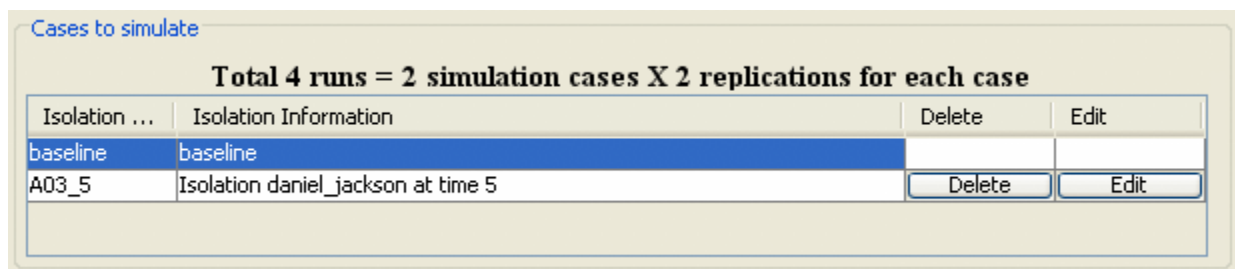 Cases to simulate
Total 4 runs = 2 simulation cases X 2 replications for each case
Isolation ... Isolation Information Delete Edit
baseline baseline
A03_5 Isolation daniel_jackson at time 5 Delete Edit